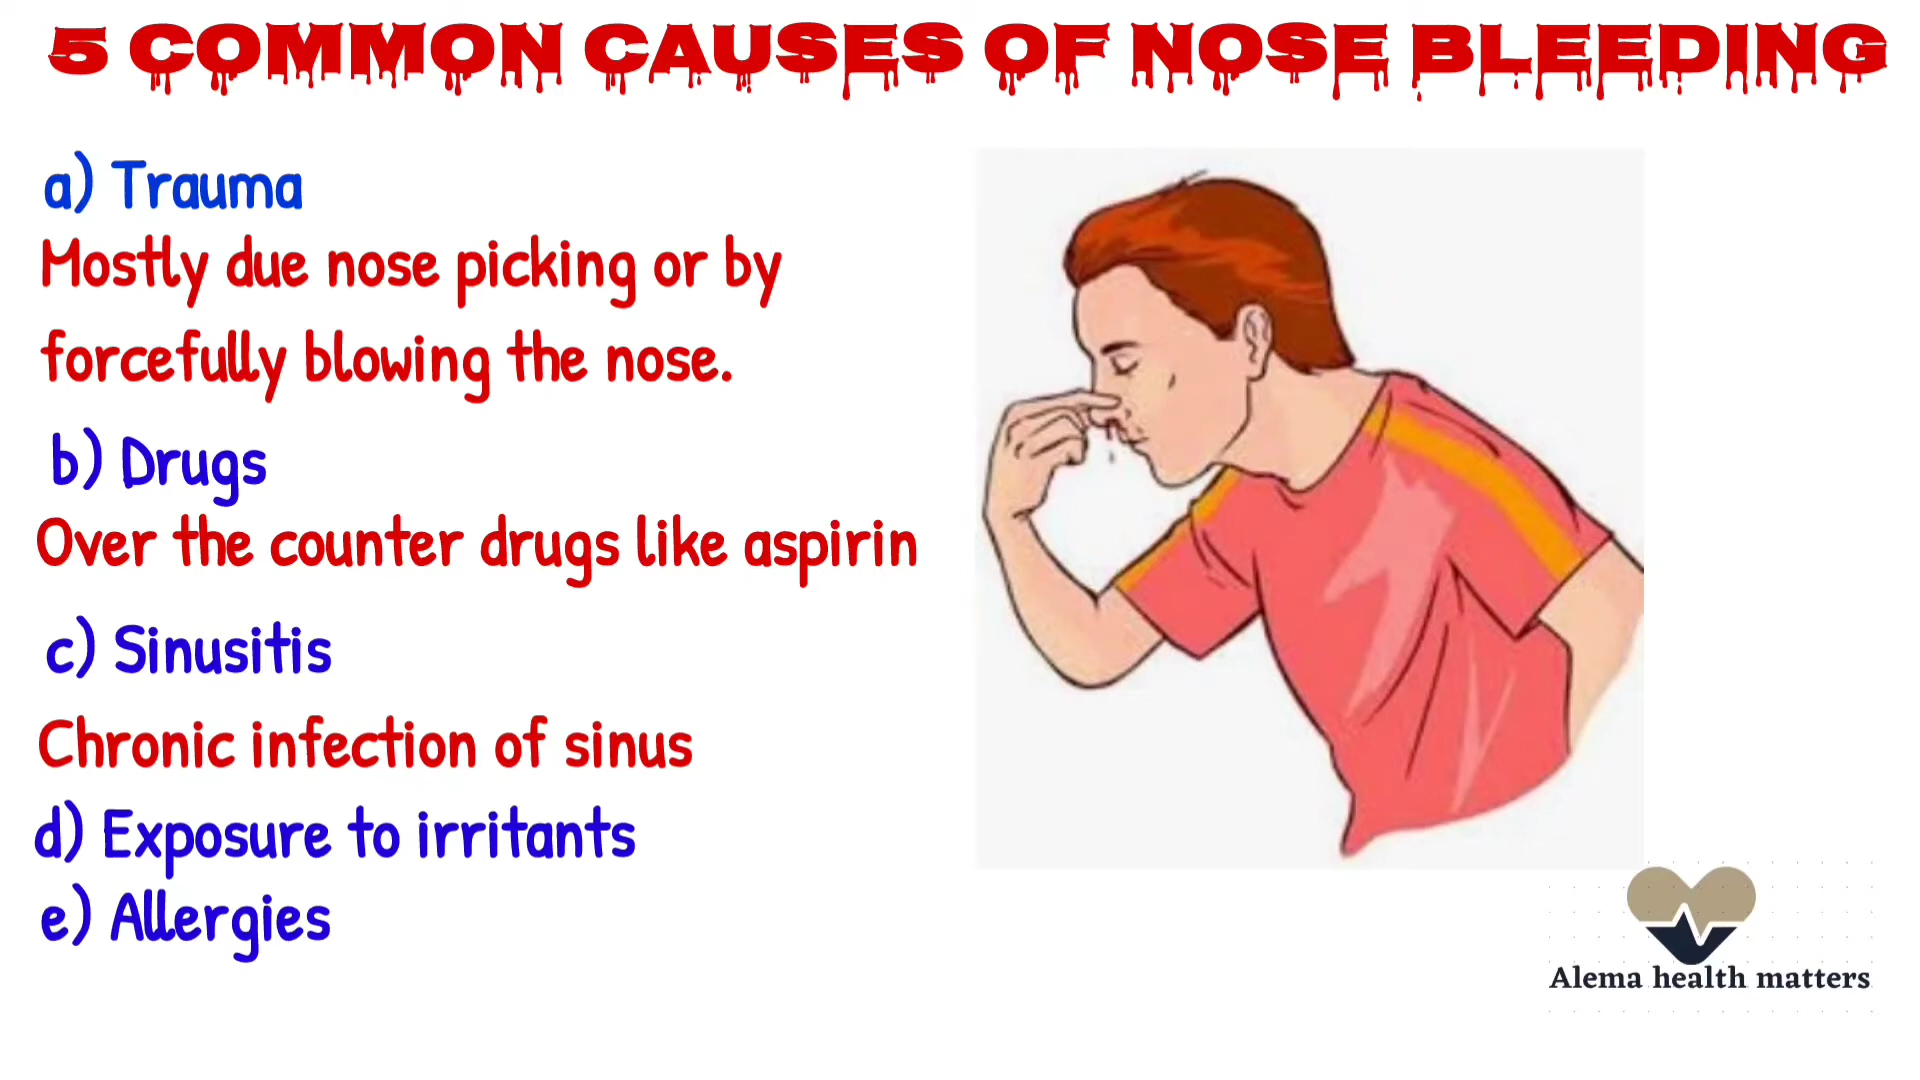 5 COMMON CAUSES OF NOSE BLEEDING
a) Trauma
Mostly due nose picking or by
forcefully blowing the nose.
b) Drugs
Over the counter drugs like aspirin
c) Sinusitis
Chronic infection of sinus
d) Exposure to irritants
e) Allergies
Alema health matters